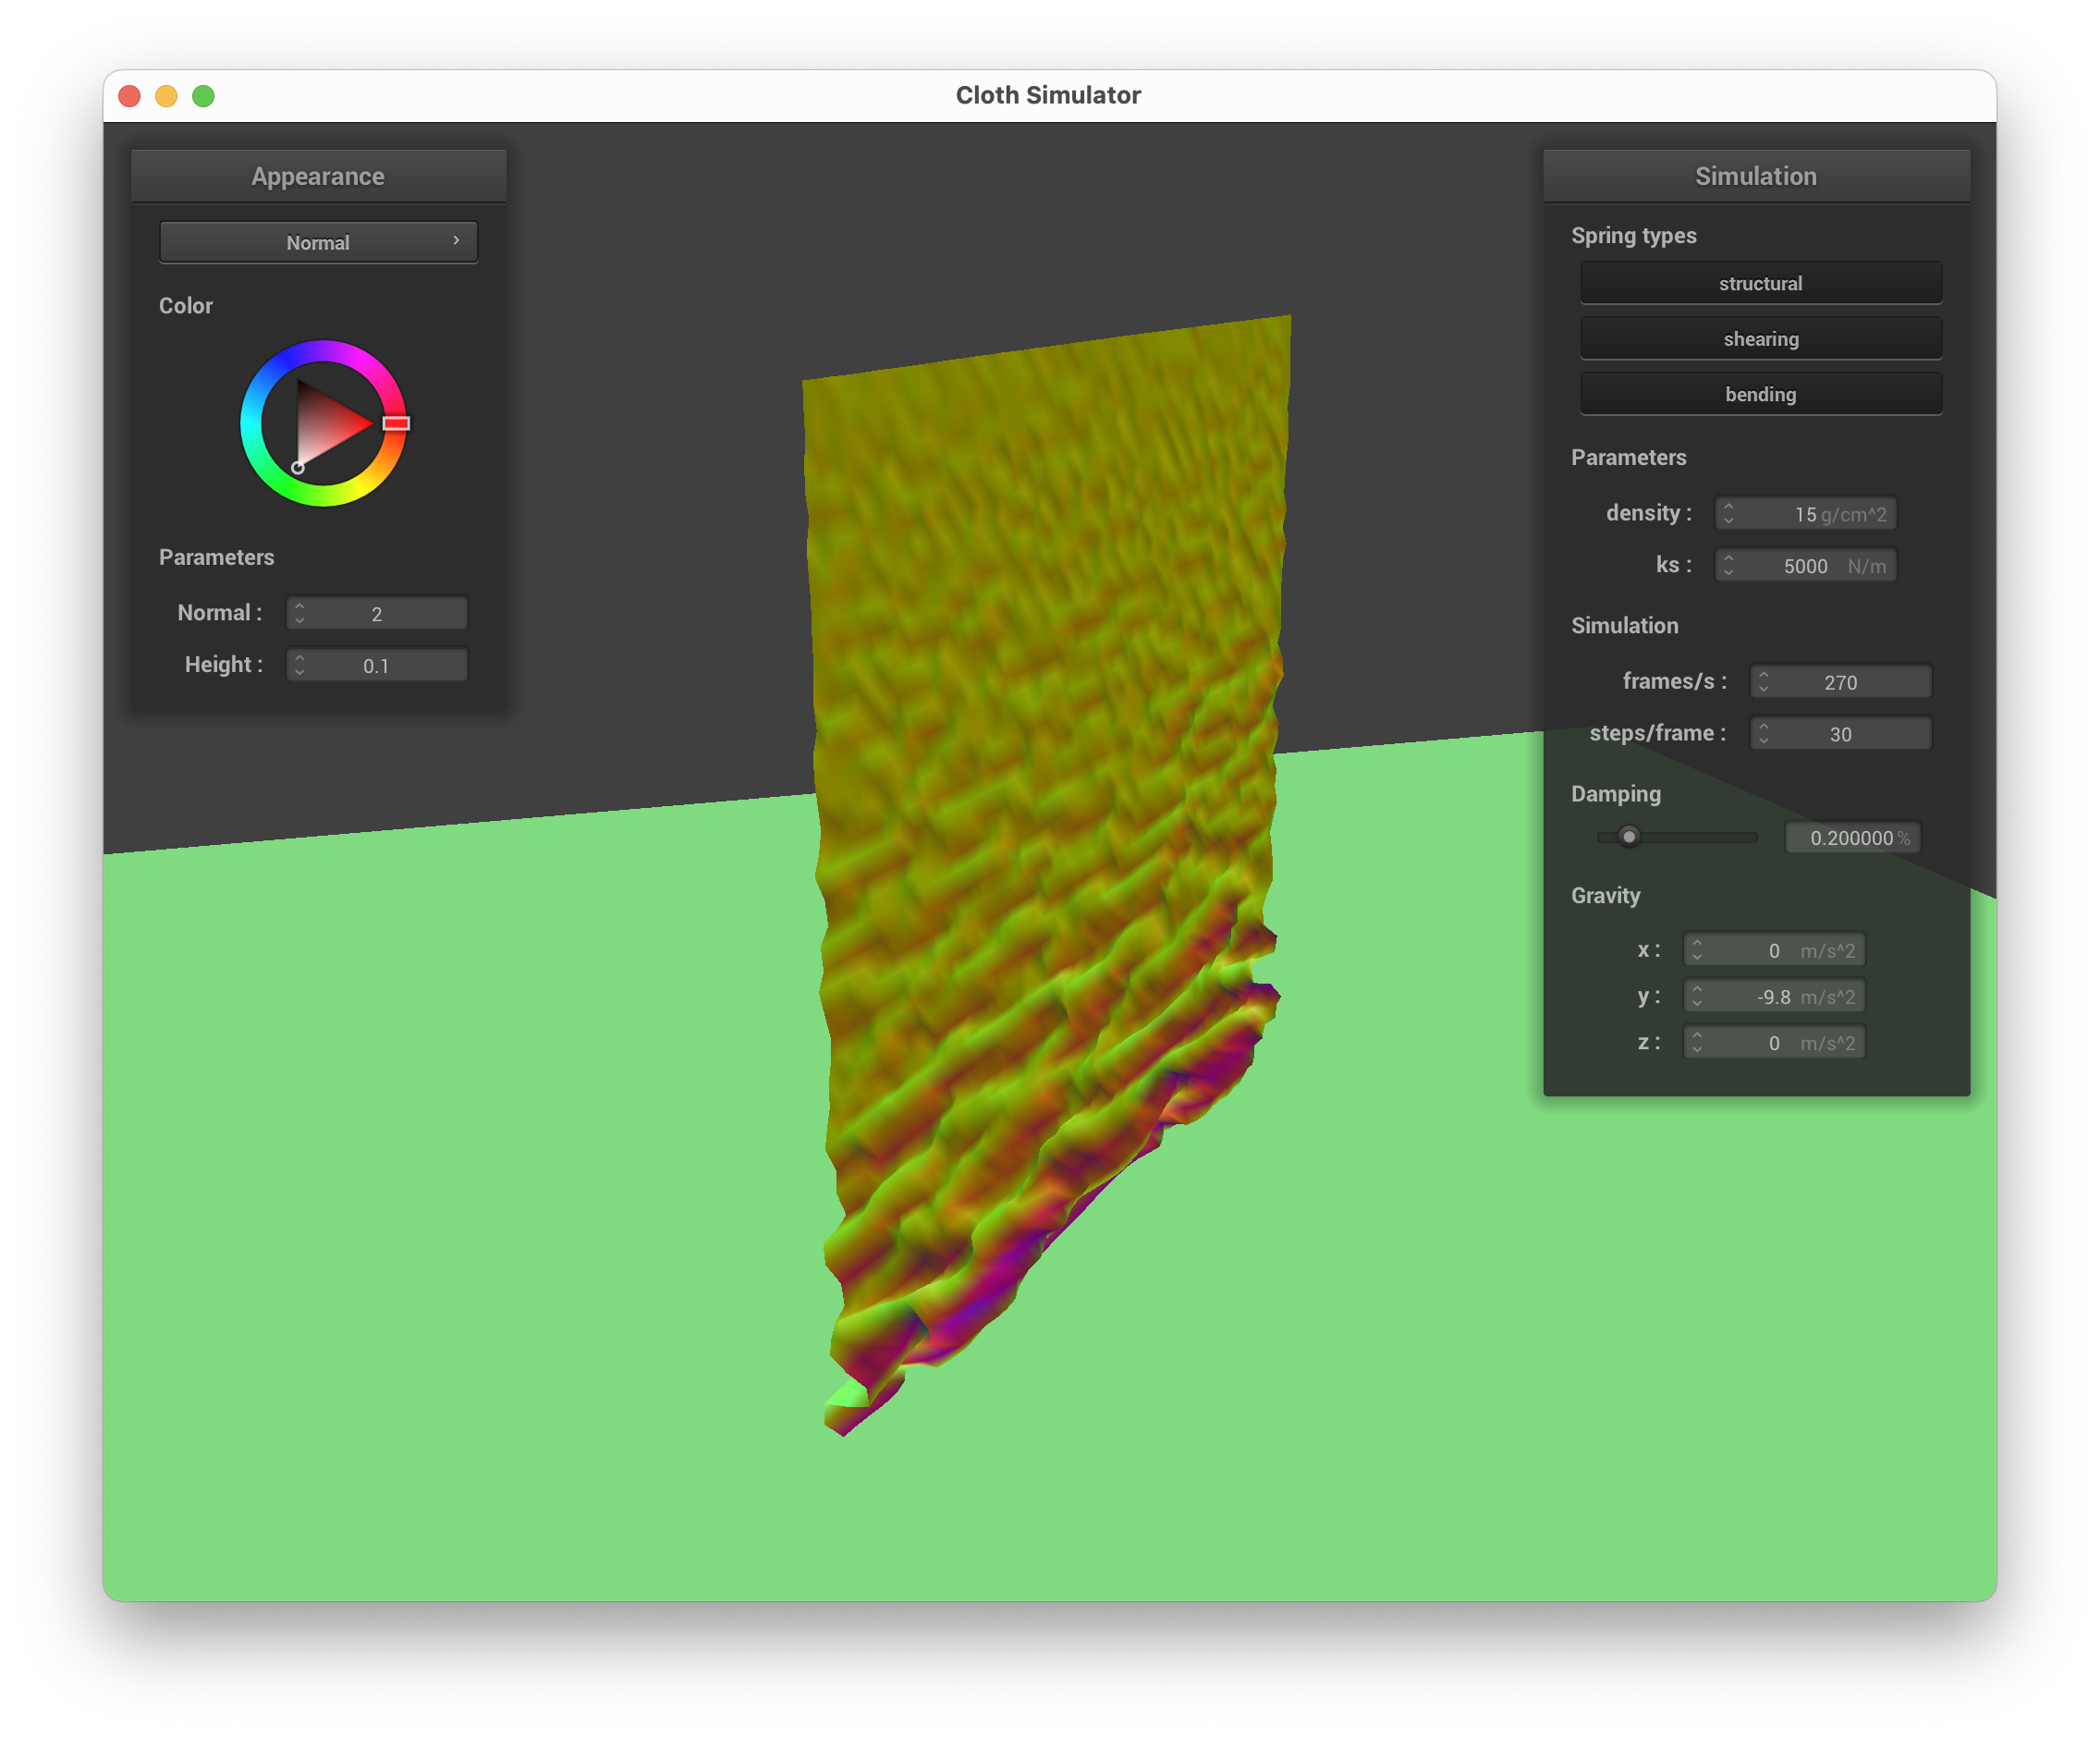 Cloth Simulator
Appearance
Normal
Color
Parameters
Normal : 2
Height : 0.1
Simulation
Spring types
structural
shearing
bending
Parameters
density : 15 g/cm^2
ks : 5000 N/m
Simulation
frames/s : 270
steps/frame : 30
Damping
0.200000 %
Gravity
x : 0 m/s^2
y : -9.8 m/s^2
z : 0 m/s^2